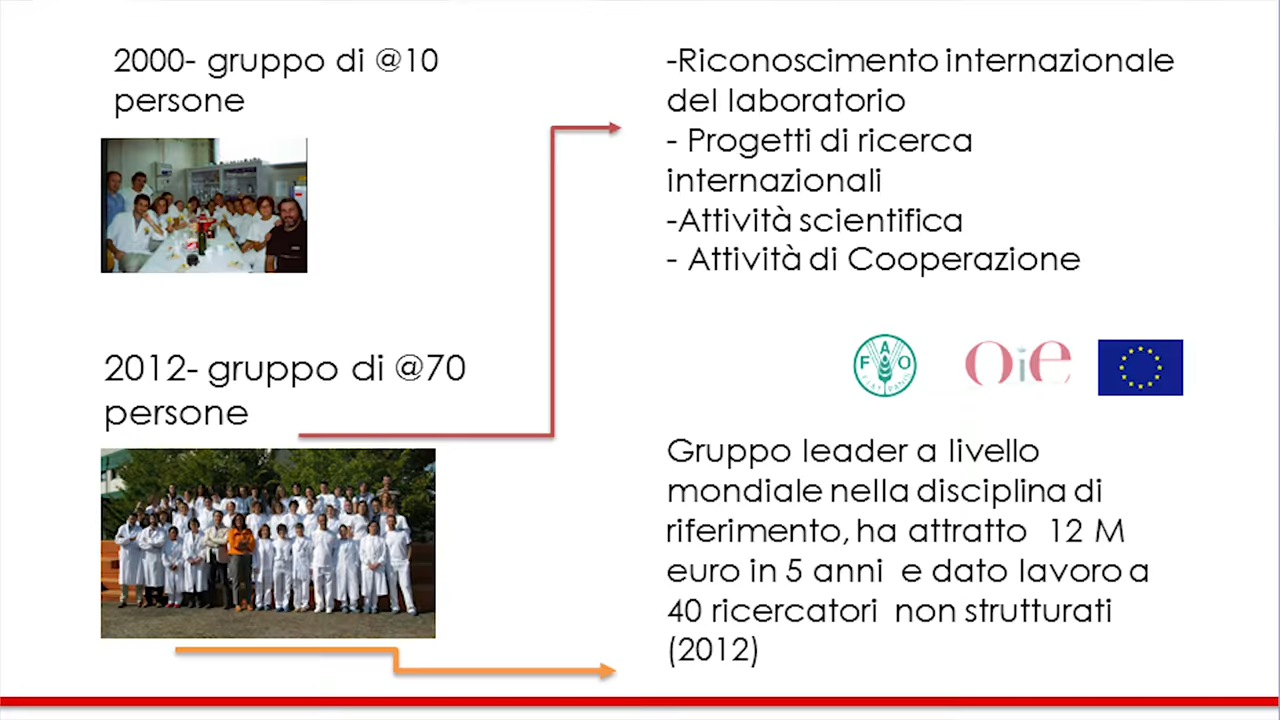 2000- gruppo di @10
persone
-Riconoscimento internazionale
del laboratorio
- Progetti di ricerca
internazionali
-Attività scientifica
- Attività di Cooperazione
2012- gruppo di @70
persone
F A O
FIAT PANIS
Oie
Gruppo leader a livello
mondiale nella disciplina di
riferimento, ha attratto 12 M
euro in 5 anni e dato lavoro a
40 ricercatori non strutturati
(2012)